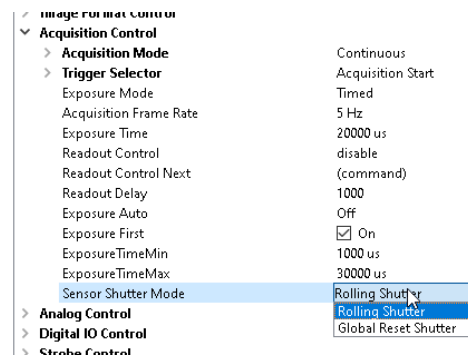 Image Format Control
Acquisition Control
Acquisition Mode Continuous
Trigger Selector Acquisition Start
Exposure Mode Timed
Acquisition Frame Rate 5 Hz
Exposure Time 20000 us
Readout Control disable
Readout Control Next (command)
Readout Delay 1000
Exposure Auto Off
Exposure First On
ExposureTimeMin 1000 us
ExposureTimeMax 30000 us
Sensor Shutter Mode Rolling Shutter
Rolling Shutter
Analog Control
Global Reset Shutter
Digital IO Control
Strobe Control